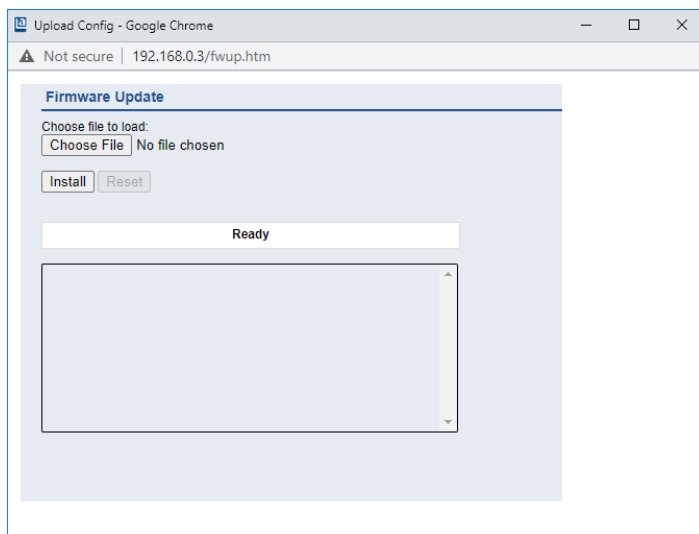 Upload Config - Google Chrome
Not secure | 192.168.0.3/fwup.htm
Firmware Update
Choose file to load:
Choose File No file chosen
Install Reset
Ready